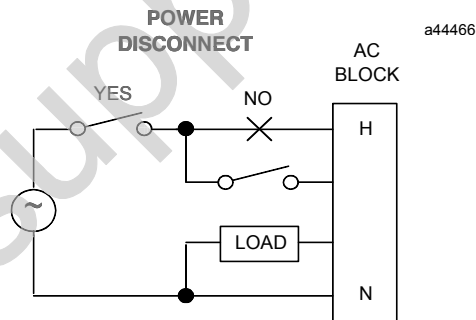 POWER
DISCONNECT
a44466
AC
BLOCK
YES
NO
H
~
LOAD
N